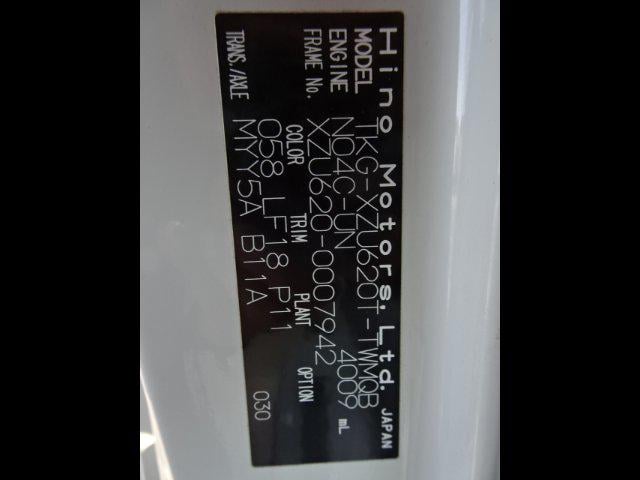 Hino Motors, Ltd. JAPAN
MODEL TKG-XZU620T-TWMQB
ENGINE NO4C-UN 4009 mL
FRAME No. XZU620-0007942
COLOR TRIM PLANT OPTION
058 LF18 P11
TRANS./AXLE MYY5A B11A
030